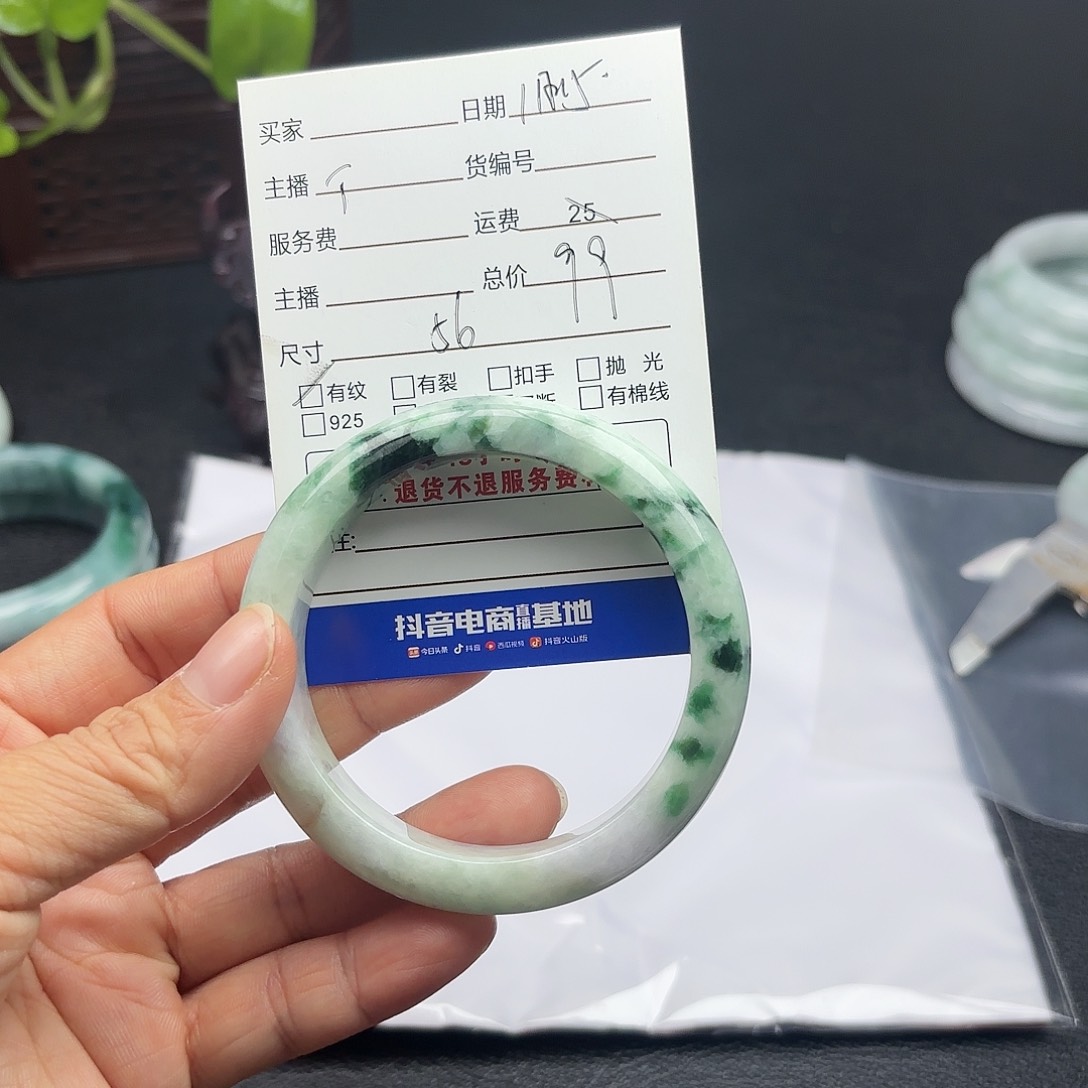 买家 日期
主播 货编号
服务费 运费 25
主播 总价 99
尺寸 56
有纹 有裂 扣手 抛 光
925 有棉线
退货不退服务费
抖音电商直播基地
今日头条 抖音 西瓜视频 抖音火山版